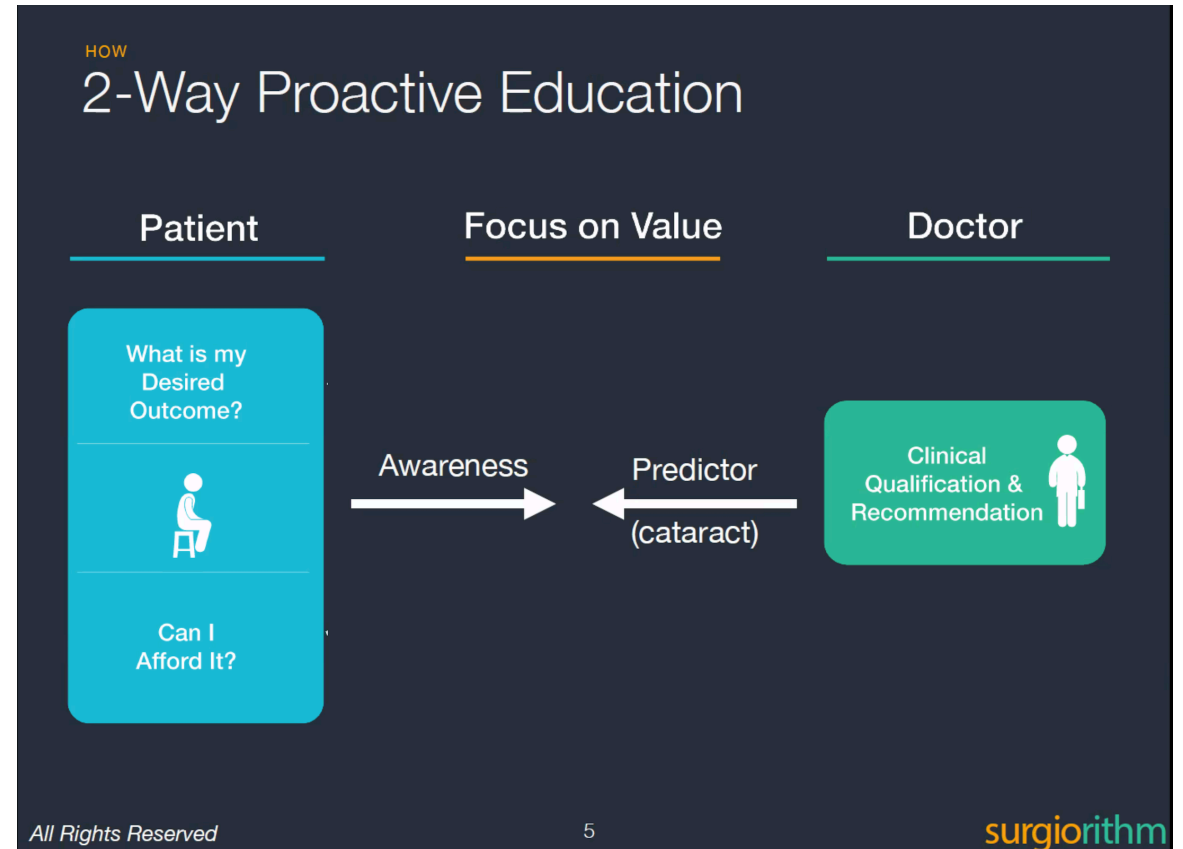 HOW
2-Way Proactive Education
Patient
Focus on Value
Doctor
What is my
Desired
Outcome?
Can I
Afford It?
Awareness
Predictor
(cataract)
Clinical
Qualification &
Recommendation
All Rights Reserved
5
surgiorithm